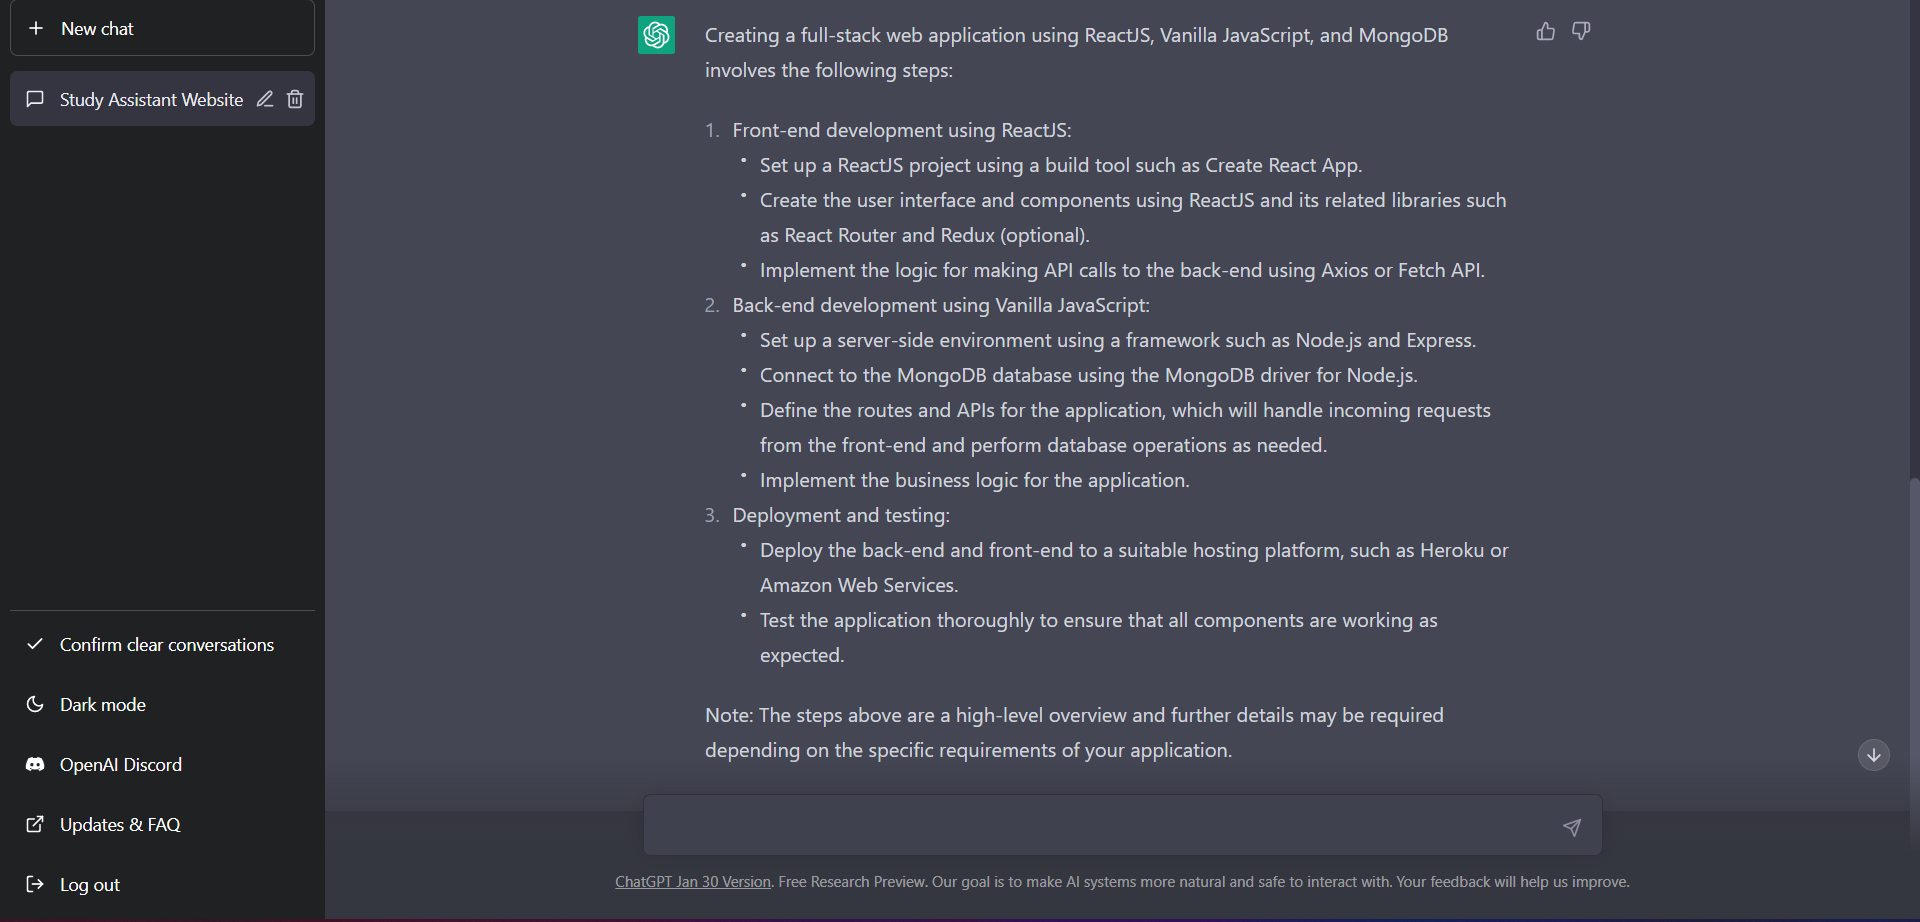 New chat
Study Assistant Website
Confirm clear conversations
Dark mode
OpenAI Discord
Updates & FAQ
Log out
Creating a full-stack web application using ReactJS, Vanilla JavaScript, and MongoDB
involves the following steps:
1. Front-end development using ReactJS:
• Set up a ReactJS project using a build tool such as Create React App.
• Create the user interface and components using ReactJS and its related libraries such
as React Router and Redux (optional).
• Implement the logic for making API calls to the back-end using Axios or Fetch API.
2. Back-end development using Vanilla JavaScript:
• Set up a server-side environment using a framework such as Node.js and Express.
• Connect to the MongoDB database using the MongoDB driver for Node.js.
• Define the routes and APIs for the application, which will handle incoming requests
from the front-end and perform database operations as needed.
• Implement the business logic for the application.
3. Deployment and testing:
• Deploy the back-end and front-end to a suitable hosting platform, such as Heroku or
Amazon Web Services.
• Test the application thoroughly to ensure that all components are working as
expected.
Note: The steps above are a high-level overview and further details may be required
depending on the specific requirements of your application.
ChatGPT Jan 30 Version. Free Research Preview. Our goal is to make AI systems more natural and safe to interact with. Your feedback will help us improve.